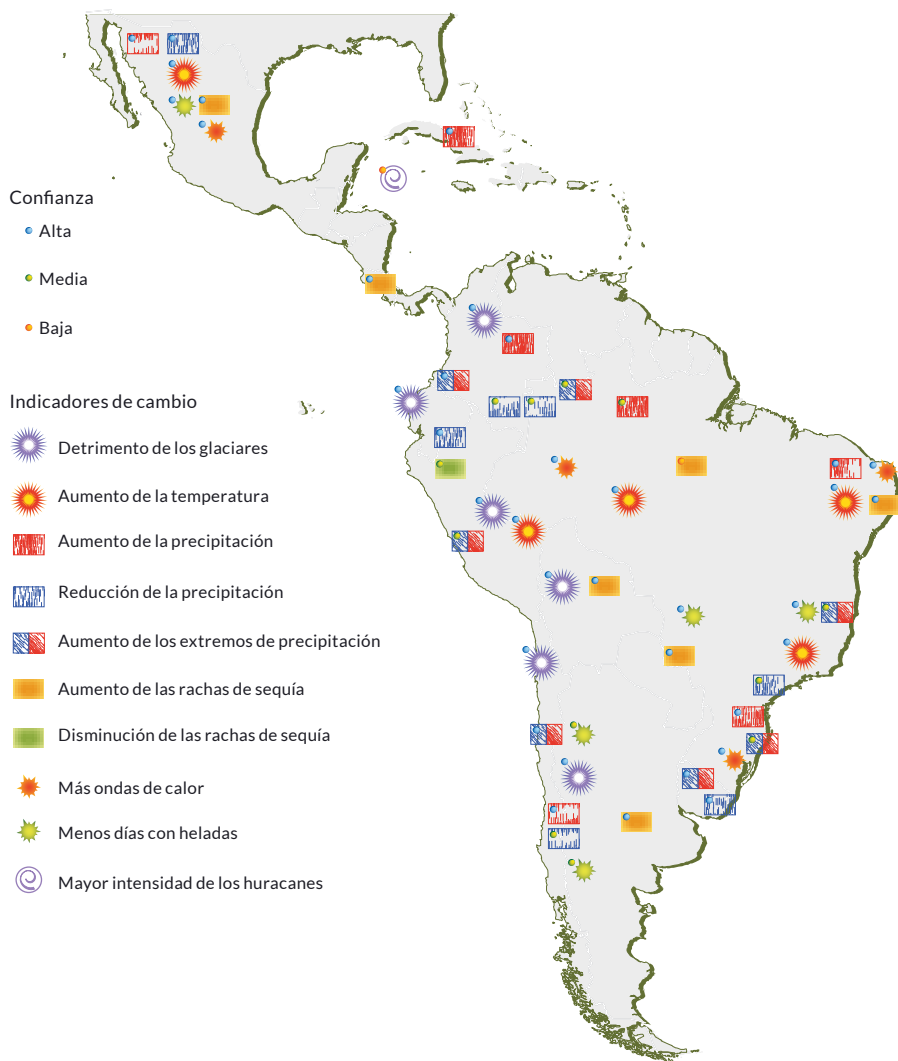 Confianza
Alta
Media
Baja
Indicadores de cambio
Detrimento de los glaciares
Aumento de la temperatura
Aumento de la precipitación
Reducción de la precipitación
Aumento de los extremos de precipitación
Aumento de las rachas de sequía
Disminución de las rachas de sequía
Más ondas de calor
Menos días con heladas
Mayor intensidad de los huracanes